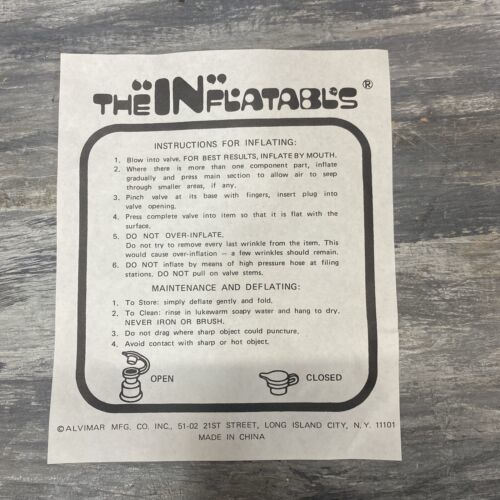 THE "IN" FLATABLES ®
INSTRUCTIONS FOR INFLATING:
1. Blow into valve. FOR BEST RESULTS, INFLATE BY MOUTH.
2. Where there is more than one component part, inflate
gradually and press main section to allow air to seep
through smaller areas, if any.
3. Pinch valve at its base with fingers, insert plug into
valve opening.
4. Press complete valve into item so that it is flat with the
surface.
5. DO NOT OVER-INFLATE.
Do not try to remove every last wrinkle from the item. This
would cause over-inflation — a few wrinkles should remain.
6. DO NOT inflate by means of high pressure hose at filing
stations. DO NOT pull on valve stems.
MAINTENANCE AND DEFLATING:
1. To Store: simply deflate gently and fold.
2. To Clean: rinse in lukewarm soapy water and hang to dry.
NEVER IRON OR BRUSH.
3. Do not drag where sharp object could puncture.
4. Avoid contact with sharp or hot object.
OPEN CLOSED
© ALVIMAR MFG. CO. INC., 51-02 21ST STREET, LONG ISLAND CITY, N.Y. 11101
MADE IN CHINA